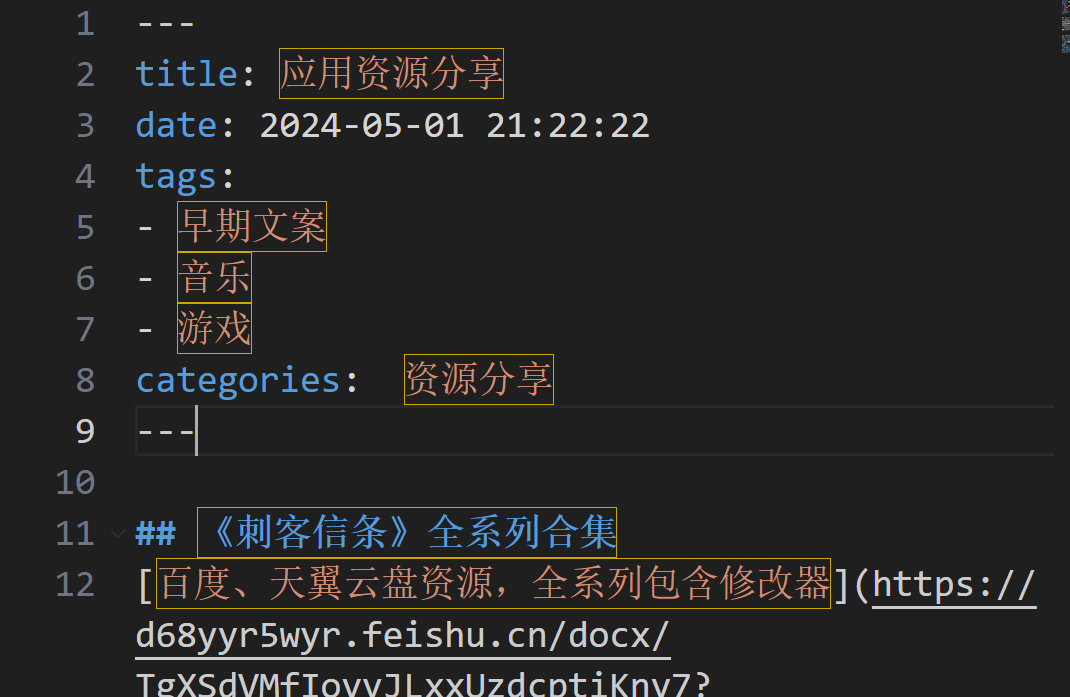 1 ---
2 title: 应用资源分享
3 date: 2024-05-01 21:22:22
4 tags:
5 - 早期文案
6 - 音乐
7 - 游戏
8 categories: 资源分享
9 ---
10
11 ## 《刺客信条》全系列合集
12 [百度、天翼云盘资源，全系列包含修改器](https://
d68yyr5wyr.feishu.cn/docx/
TgXSdVMfIovvJLxxUzdcptiKnv7?